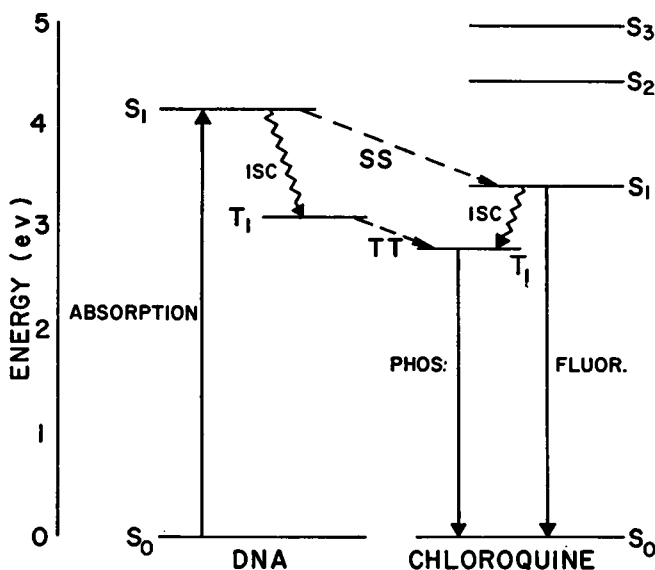 5
S3
S2
S1
4
SS
ISC
S1
ISC
T1
3
TT
T1
ENERGY (ev)
ABSORPTION
2
PHOS:
FLUOR.
1
0
S0
S0
DNA
CHLOROQUINE